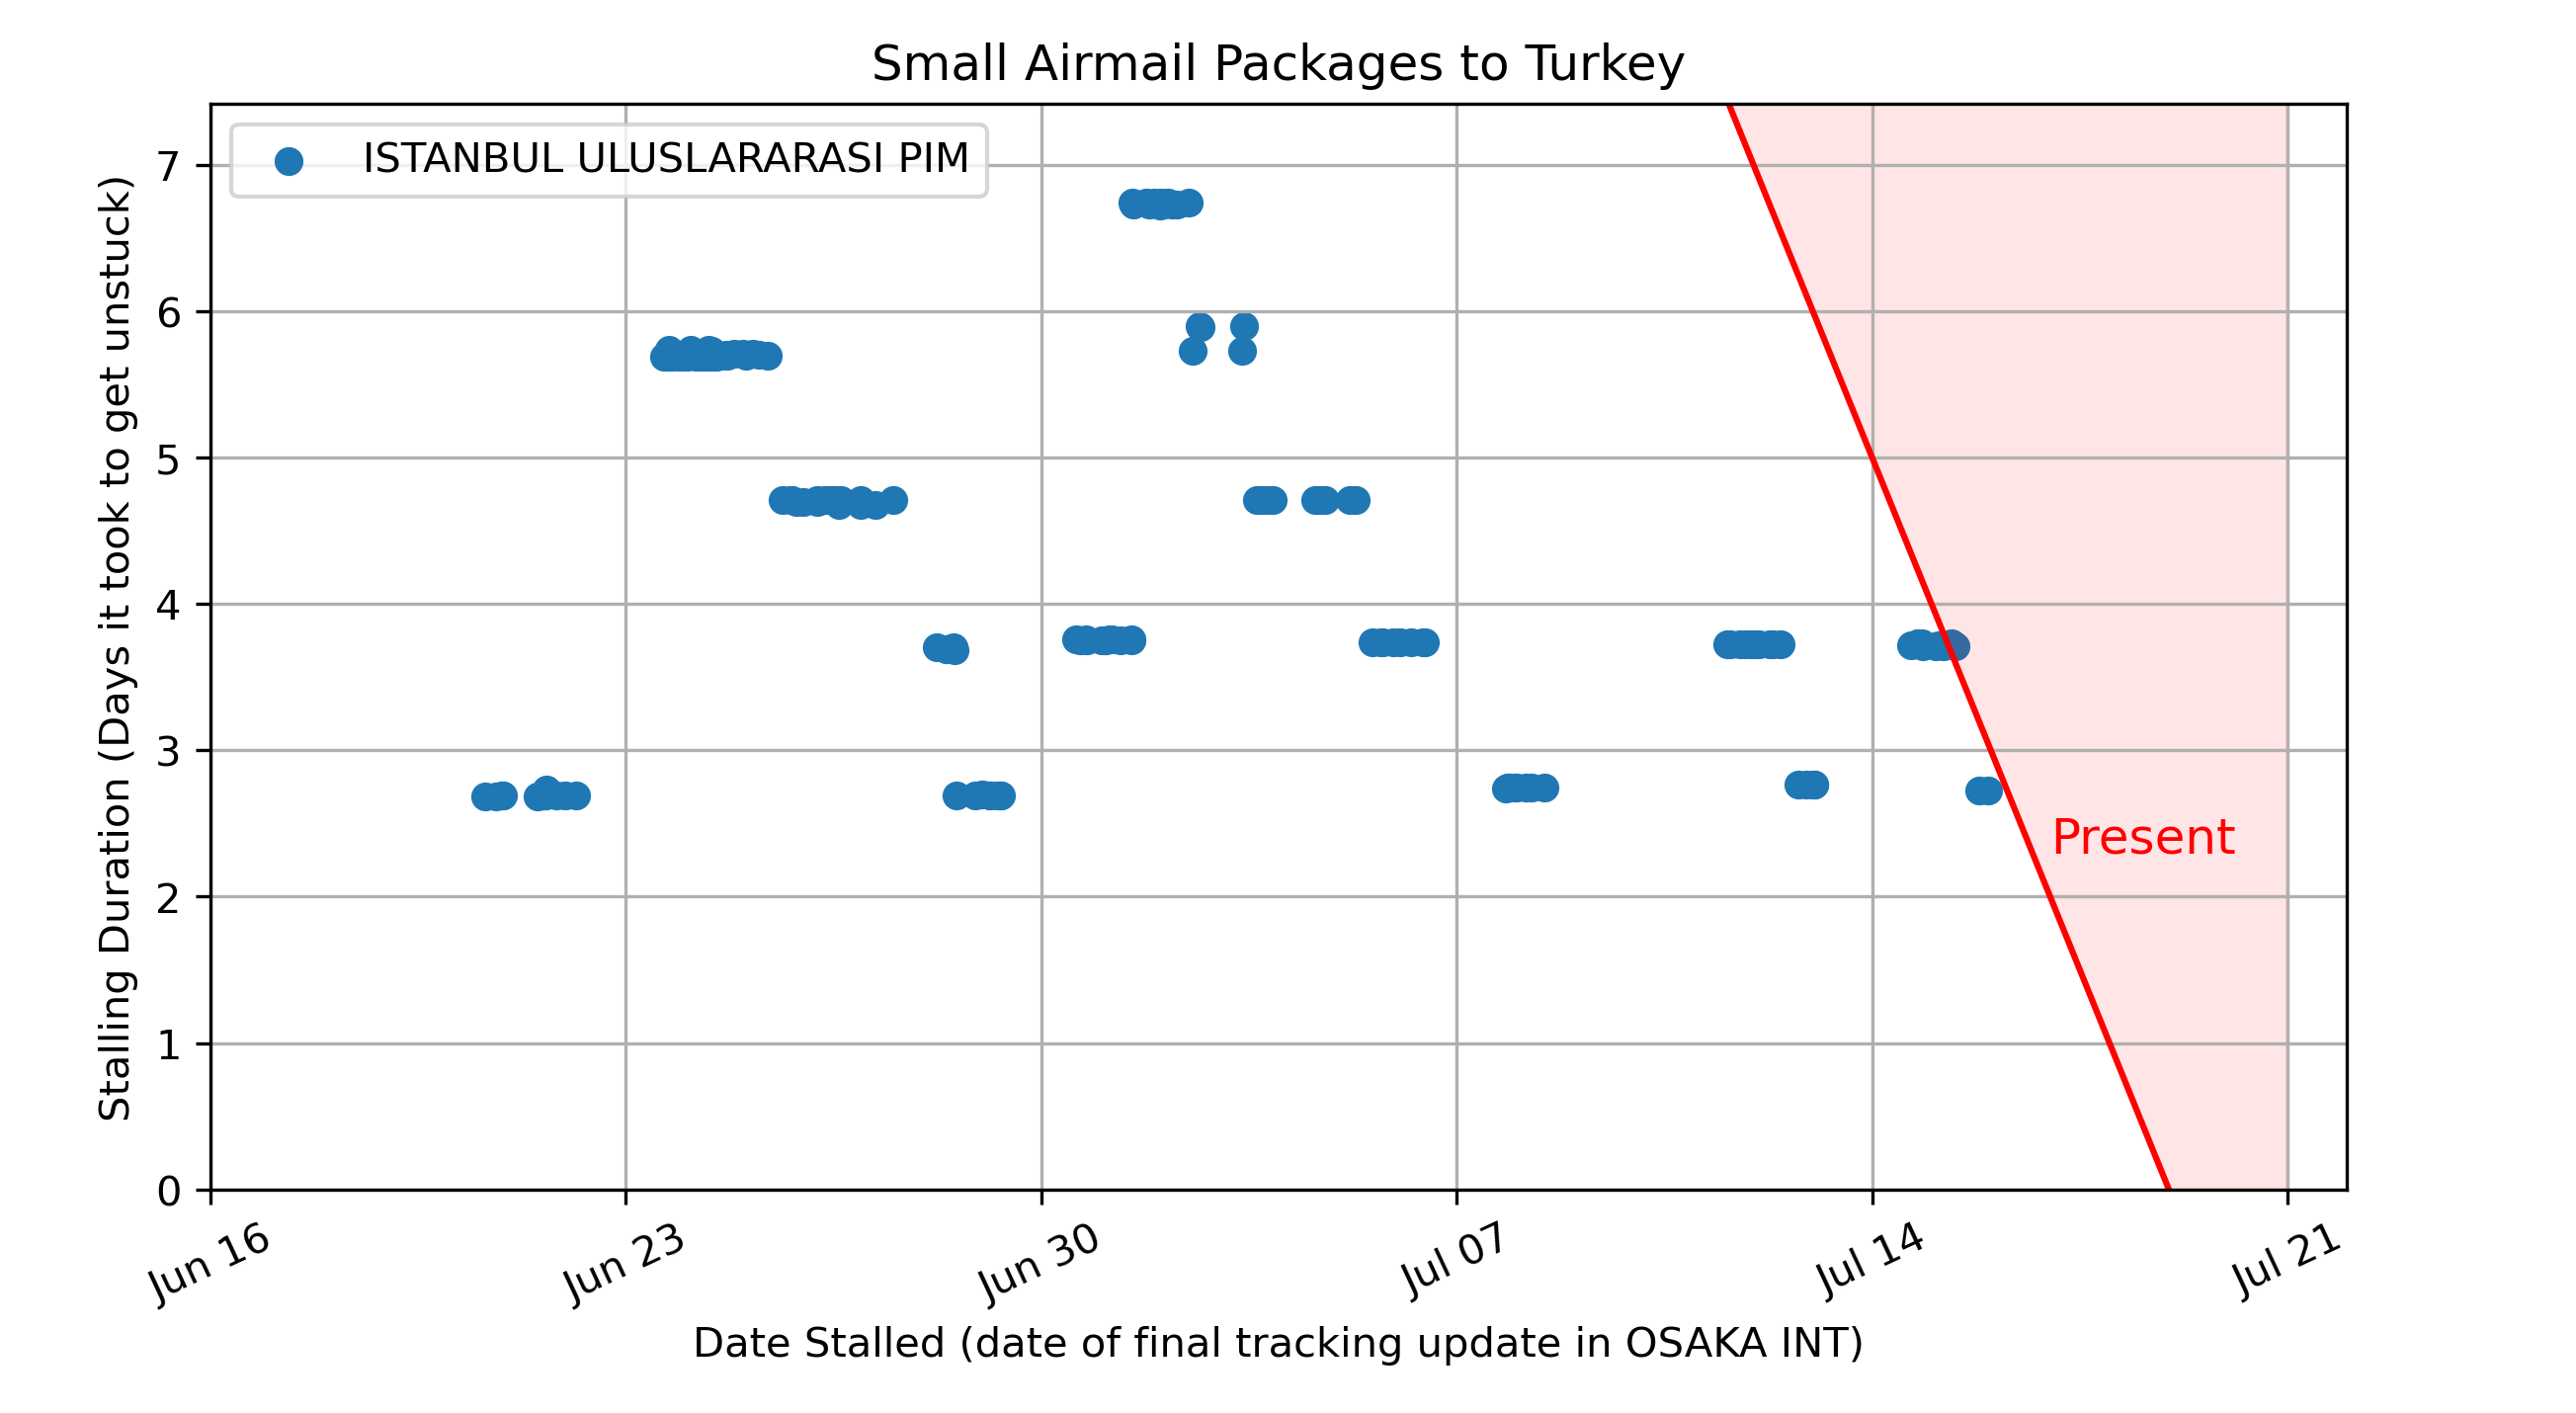 Small Airmail Packages to Turkey
ISTANBUL ULUSLARARASI PIM
Stalling Duration (Days it took to get unstuck)
7
6
5
4
3
2
1
0
Present
Jun 16
Jun 23
Jun 30
Jul 07
Jul 14
Jul 21
Date Stalled (date of final tracking update in OSAKA INT)